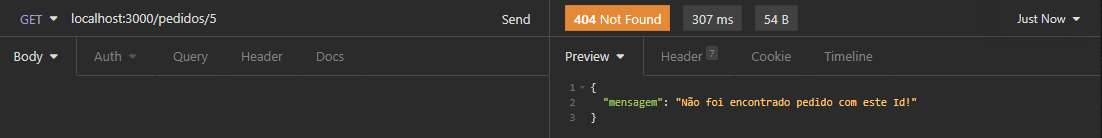 GET localhost:3000/pedidos/5 Send 404 Not Found 307 ms 54 B Just Now
Body Auth Query Header Docs Preview Header 7 Cookie Timeline
1 {
2 "mensagem": "Não foi encontrado pedido com este Id!"
3 }